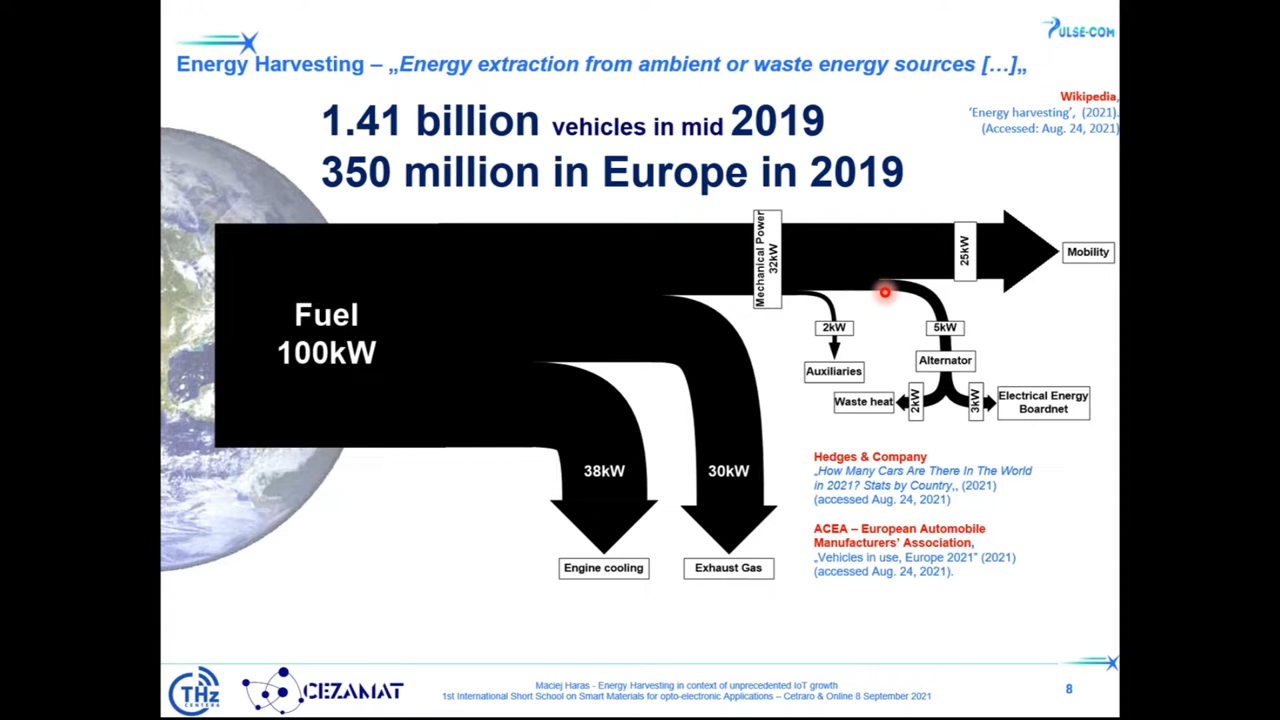 PULSE-COM
Energy Harvesting – „Energy extraction from ambient or waste energy sources […]„
Wikipedia,
‘Energy harvesting’, (2021).
(Accessed: Aug. 24, 2021)
1.41 billion vehicles in mid 2019
350 million in Europe in 2019
Fuel
100kW
Mechanical Power
32kW
25kW
Mobility
2kW
Auxiliaries
5kW
Alternator
Waste heat
2kW
3kW
Electrical Energy
Boardnet
38kW
30kW
Engine cooling
Exhaust Gas
Hedges & Company
„How Many Cars Are There In The World
in 2021? Stats by Country„, (2021)
(accessed Aug. 24, 2021)
ACEA – European Automobile
Manufacturers’ Association,
„Vehicles in use, Europe 2021” (2021)
(accessed Aug. 24, 2021).
THz
CENTERA
CEZAMAT
Maciej Haras - Energy Harvesting in context of unprecedented IoT growth
1st International Short School on Smart Materials for opto-electronic Applications – Cetraro & Online 8 September 2021
8